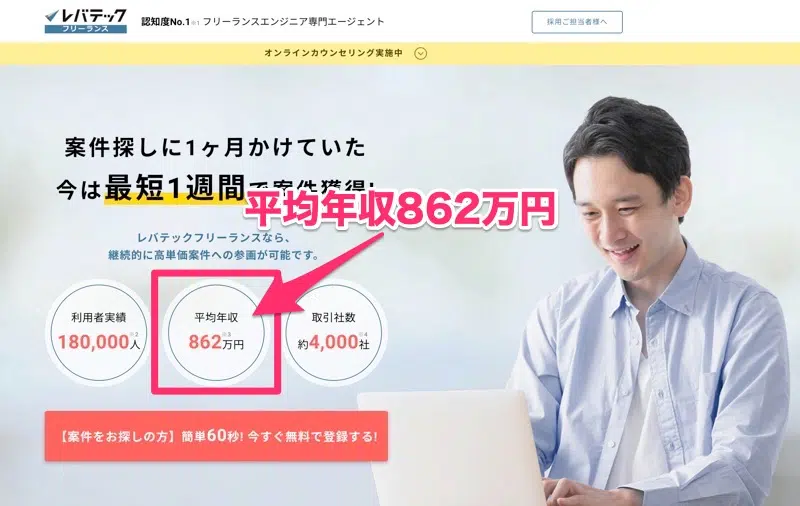 レバテック
フリーランス
認知度No.1※1 フリーランスエンジニア専門エージェント
採用ご担当者様へ
オンラインカウンセリング実施中
案件探しに1ヶ月かけていた
今は最短1週間で案件獲得!
平均年収862万円
レバテックフリーランスなら、
継続的に高単価案件への参画が可能です。
利用者実績
180,000人※2
平均年収
862万円※3
取引社数
約4,000社※4
【案件をお探しの方】簡単60秒! 今すぐ無料で登録する!